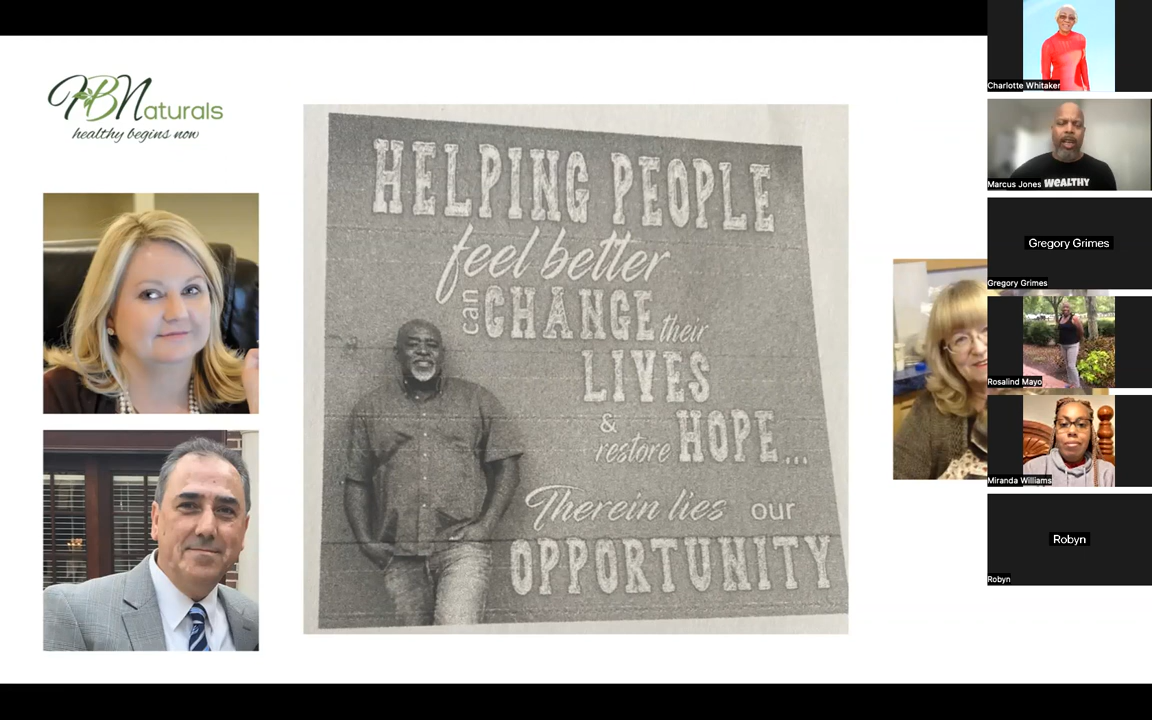 HBNaturals
healthy begins now
HELPING PEOPLE
feel better
can CHANGE their
LIVES
& restore HOPE...
Therein lies our
OPPORTUNITY
Charlotte Whitaker
Marcus Jones
WEALTHY
Gregory Grimes
Gregory Grimes
Rosalind Mayo
Miranda Williams
Robyn
Robyn